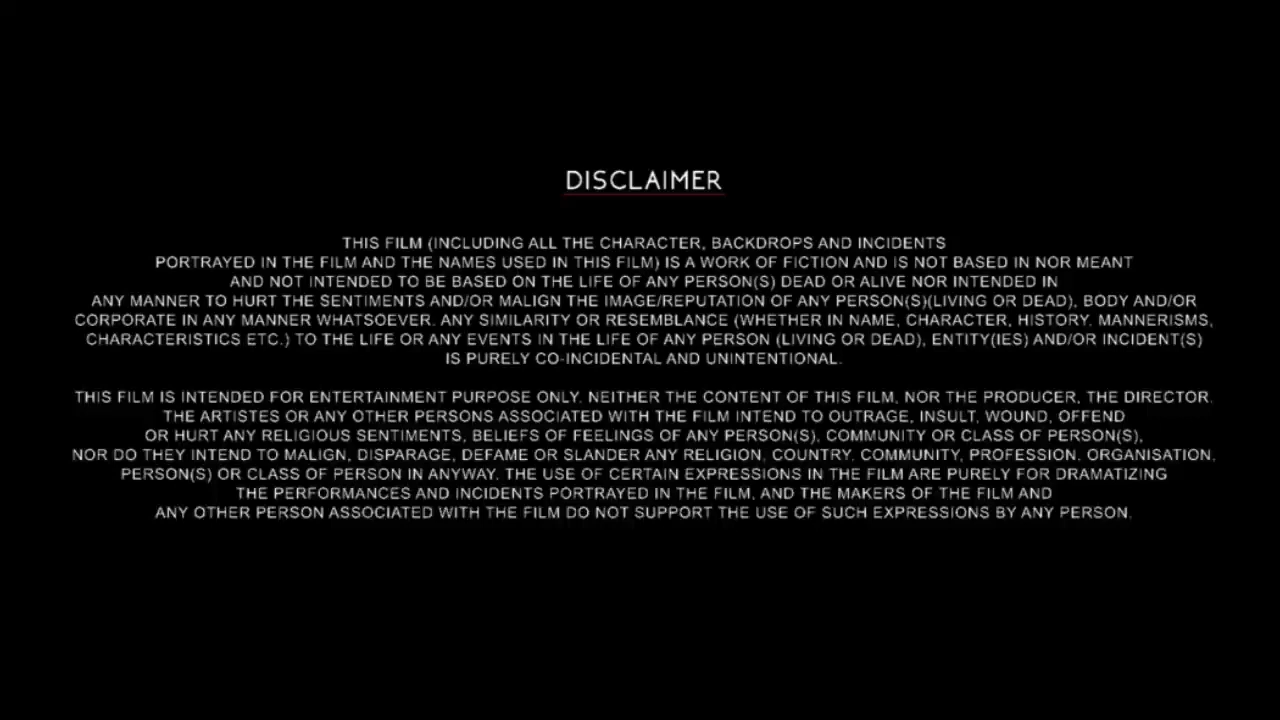 DISCLAIMER
THIS FILM (INCLUDING ALL THE CHARACTER, BACKDROPS AND INCIDENTS
PORTRAYED IN THE FILM AND THE NAMES USED IN THIS FILM) IS A WORK OF FICTION AND IS NOT BASED IN NOR MEANT
AND NOT INTENDED TO BE BASED ON THE LIFE OF ANY PERSON(S) DEAD OR ALIVE NOR INTENDED IN
ANY MANNER TO HURT THE SENTIMENTS AND/OR MALIGN THE IMAGE/REPUTATION OF ANY PERSON(S)(LIVING OR DEAD), BODY AND/OR
CORPORATE IN ANY MANNER WHATSOEVER. ANY SIMILARITY OR RESEMBLANCE (WHETHER IN NAME, CHARACTER, HISTORY, MANNERISMS,
CHARACTERISTICS ETC.) TO THE LIFE OR ANY EVENTS IN THE LIFE OF ANY PERSON (LIVING OR DEAD), ENTITY(IES) AND/OR INCIDENT(S)
IS PURELY CO-INCIDENTAL AND UNINTENTIONAL.
THIS FILM IS INTENDED FOR ENTERTAINMENT PURPOSE ONLY. NEITHER THE CONTENT OF THIS FILM, NOR THE PRODUCER, THE DIRECTOR,
THE ARTISTES OR ANY OTHER PERSONS ASSOCIATED WITH THE FILM INTEND TO OUTRAGE, INSULT, WOUND, OFFEND
OR HURT ANY RELIGIOUS SENTIMENTS, BELIEFS OF FEELINGS OF ANY PERSON(S), COMMUNITY OR CLASS OF PERSON(S),
NOR DO THEY INTEND TO MALIGN, DISPARAGE, DEFAME OR SLANDER ANY RELIGION, COUNTRY, COMMUNITY, PROFESSION, ORGANISATION,
PERSON(S) OR CLASS OF PERSON IN ANYWAY. THE USE OF CERTAIN EXPRESSIONS IN THE FILM ARE PURELY FOR DRAMATIZING
THE PERFORMANCES AND INCIDENTS PORTRAYED IN THE FILM, AND THE MAKERS OF THE FILM AND
ANY OTHER PERSON ASSOCIATED WITH THE FILM DO NOT SUPPORT THE USE OF SUCH EXPRESSIONS BY ANY PERSON.